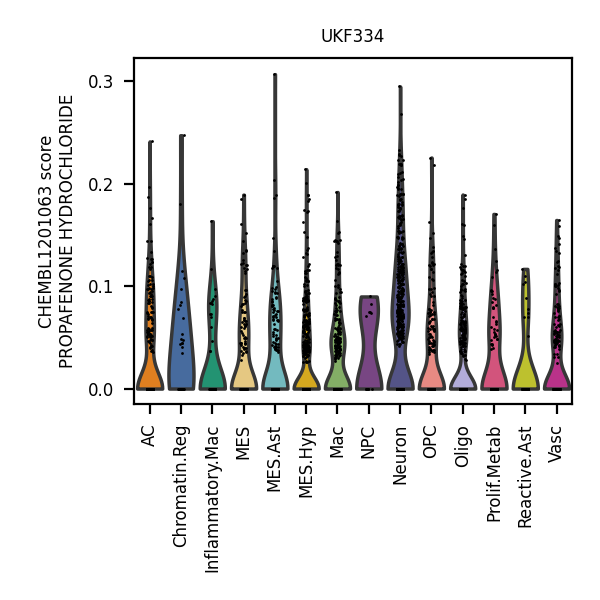 UKF334
CHEMBL1201063 score
PROPAFENONE HYDROCHLORIDE
0.3
0.2
0.1
0.0
AC
Chromatin.Reg
Inflammatory.Mac
MES
MES.Ast
MES.Hyp
Mac
NPC
Neuron
OPC
Oligo
Prolif.Metab
Reactive.Ast
Vasc